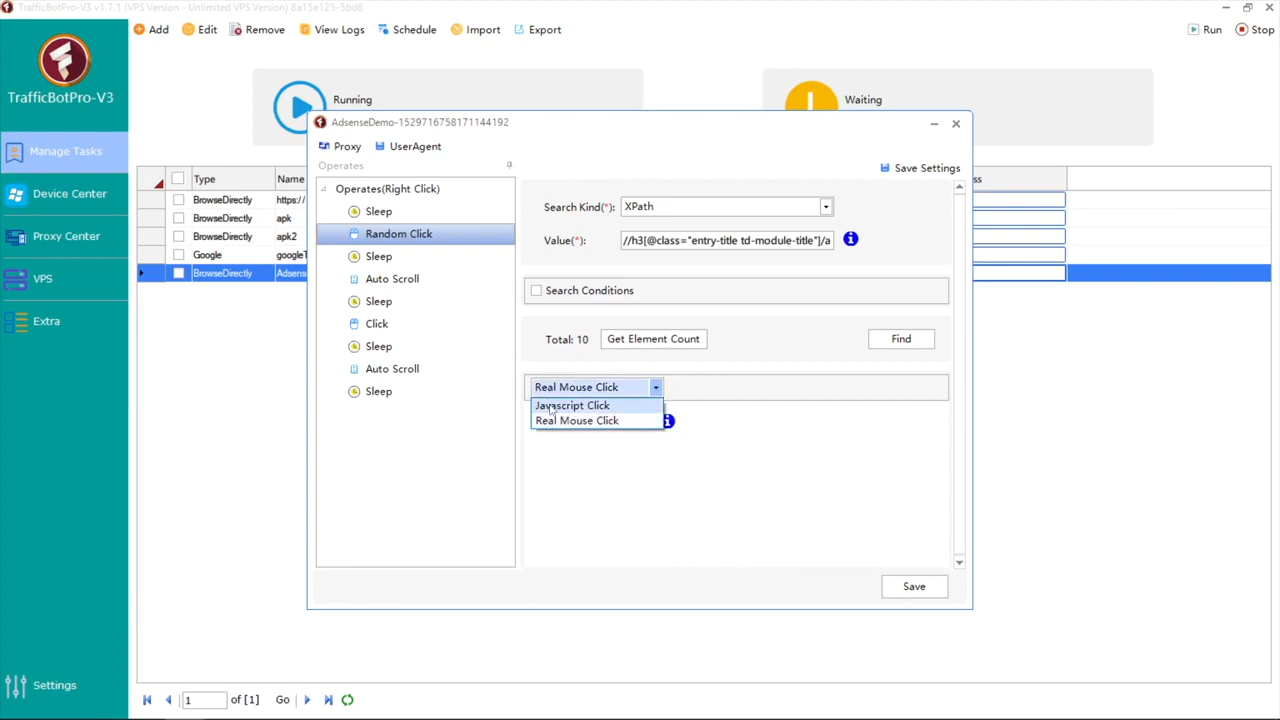 TrafficBotPro-V3 v1.7.1 (VPS Version - Unlimited VPS Version) 8a15e125-5bd6
Add Edit Remove View Logs Schedule Import Export Run Stop
TrafficBotPro-V3
Manage Tasks
Device Center
Proxy Center
VPS
Extra
Settings
Running
Waiting
Type Name
BrowseDirectly https://
BrowseDirectly apk
BrowseDirectly apk2
Google googleT
BrowseDirectly Adsens
ss
AdsenseDemo-1529716758171144192
Proxy UserAgent
Operates
Save Settings
Operates(Right Click)
Sleep
Random Click
Sleep
Auto Scroll
Sleep
Click
Sleep
Auto Scroll
Sleep
Search Kind(*): XPath
Value(*): //h3[@class="entry-title td-module-title"]/a
Search Conditions
Total: 10 Get Element Count Find
Real Mouse Click
Javascript Click
Real Mouse Click
Save
1 of [1] Go